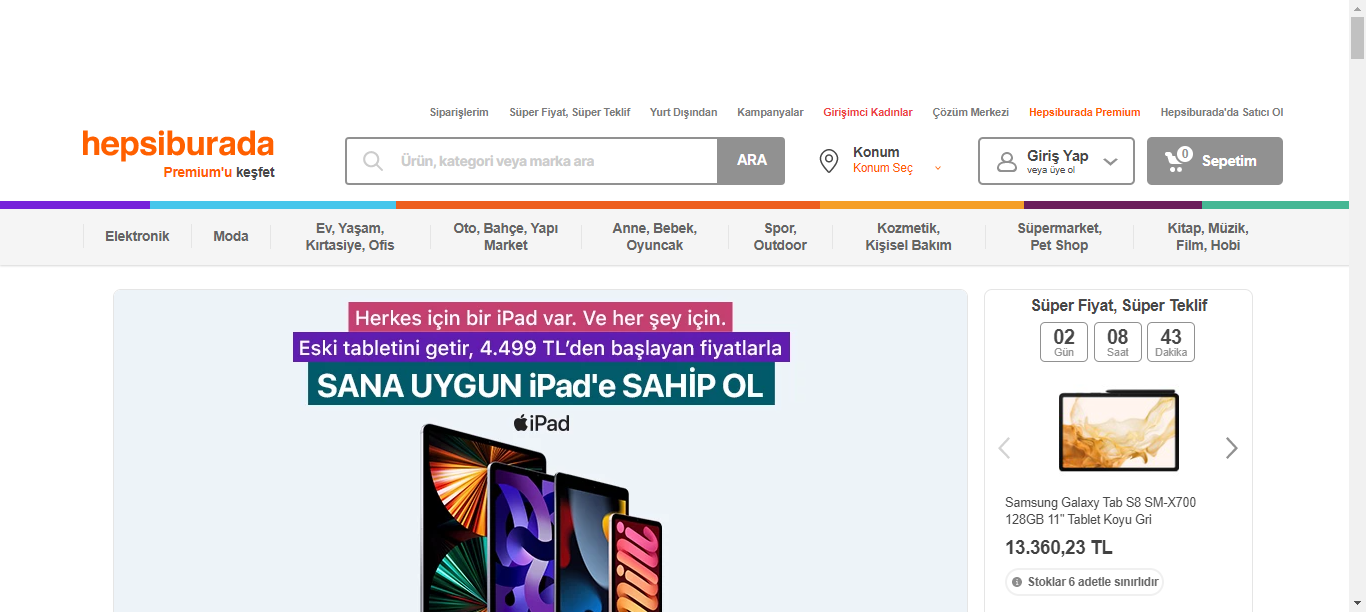 Siparişlerim Süper Fiyat, Süper Teklif Yurt Dışından Kampanyalar Girişimci Kadınlar Çözüm Merkezi Hepsiburada Premium Hepsiburada'da Satıcı Ol
hepsiburada
Premium'u keşfet
Ürün, kategori veya marka ara
ARA
Konum
Konum Seç
Giriş Yap
veya üye ol
0
Sepetim
Elektronik
Moda
Ev, Yaşam,
Kırtasiye, Ofis
Oto, Bahçe, Yapı
Market
Anne, Bebek,
Oyuncak
Spor,
Outdoor
Kozmetik,
Kişisel Bakım
Süpermarket,
Pet Shop
Kitap, Müzik,
Film, Hobi
Herkes için bir iPad var. Ve her şey için.
Eski tabletini getir, 4.499 TL’den başlayan fiyatlarla
SANA UYGUN iPad'e SAHİP OL
iPad
mini
Süper Fiyat, Süper Teklif
02 08 43
Gün Saat Dakika
Samsung Galaxy Tab S8 SM-X700
128GB 11" Tablet Koyu Gri
13.360,23 TL
Stoklar 6 adetle sınırlıdır